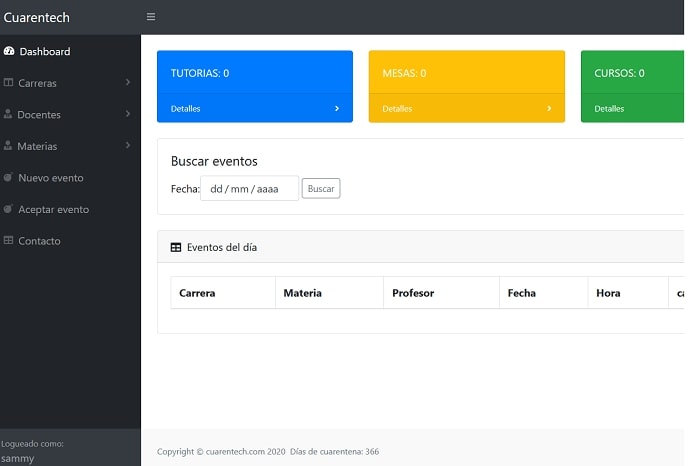 Cuarentech
Dashboard
Carreras
Docentes
Materias
Nuevo evento
Aceptar evento
Contacto
Logueado como:
sammy
TUTORIAS: 0
Detalles
MESAS: 0
Detalles
CURSOS: 0
Detalles
Buscar eventos
Fecha: dd / mm / aaaa Buscar
Eventos del día
Carrera Materia Profesor Fecha Hora
Copyright © cuarentech.com 2020 Días de cuarentena: 366